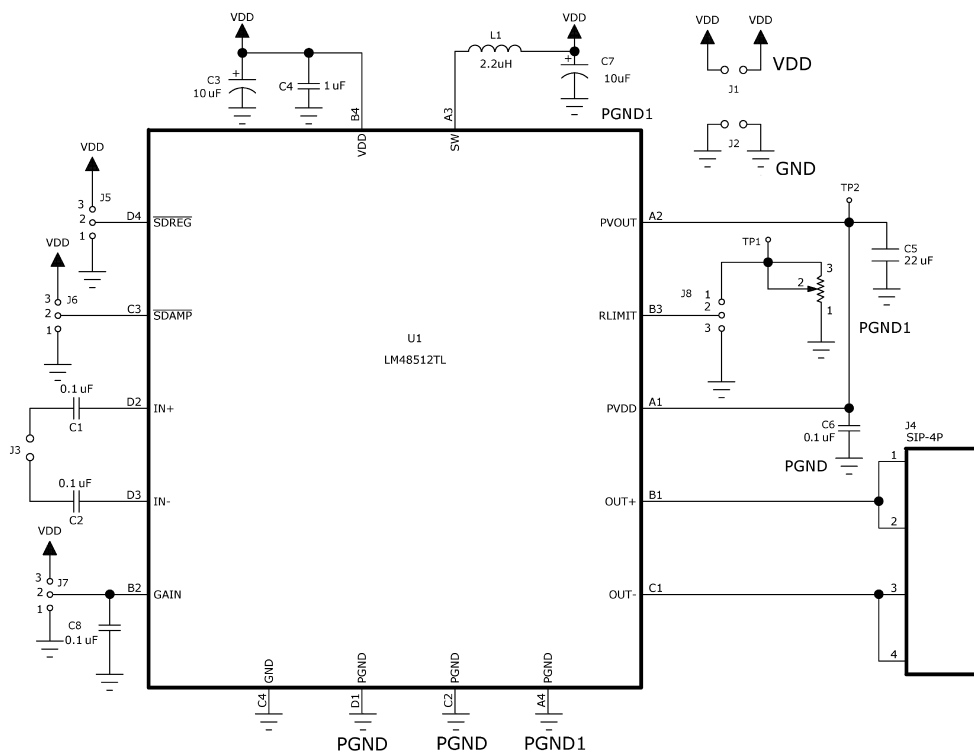 VDD
VDD
VDD
VDD
L1
2.2uH
C3
10 uF
+
C4
1 uF
+
C7
10uF
PGND1
VDD
J1
J2
GND
B4
VDD
A3
SW
VDD
J5
3
2
1
D4
SDREG
VDD
J6
3
2
1
C3
SDAMP
0.1 uF
C1
D2
IN+
J3
0.1 uF
C2
D3
IN-
VDD
J7
3
2
1
B2
GAIN
C8
0.1 uF
U1
LM48512TL
PVOUT
A2
TP2
C5
22 uF
PGND1
TP1
J8
1
2
3
3
2
1
RLIMIT
B3
PVDD
A1
C6
0.1 uF
PGND
J4
SIP-4P
1
2
3
4
OUT+
B1
OUT-
C1
GND
PGND
PGND
PGND
C4
D1
C2
A4
PGND
PGND
PGND1